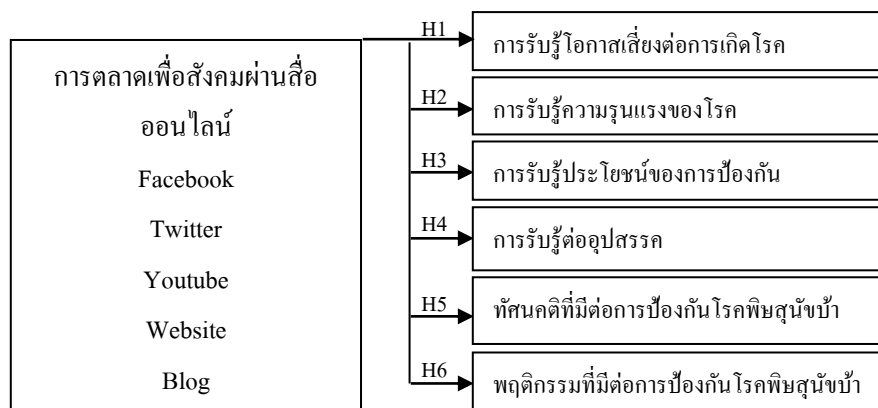 การตลาดเพื่อสังคมผ่านสื่อ
ออนไลน์
Facebook
Twitter
Youtube
Website
Blog
H1
การรับรู้โอกาสเสี่ยงต่อการเกิดโรค
H2
การรับรู้ความรุนแรงของโรค
H3
การรับรู้ประโยชน์ของการป้องกัน
H4
การรับรู้ต่ออุปสรรค
H5
ทัศนคติที่มีต่อการป้องกันโรคพิษสุนัขบ้า
H6
พฤติกรรมที่มีต่อการป้องกันโรคพิษสุนัขบ้า